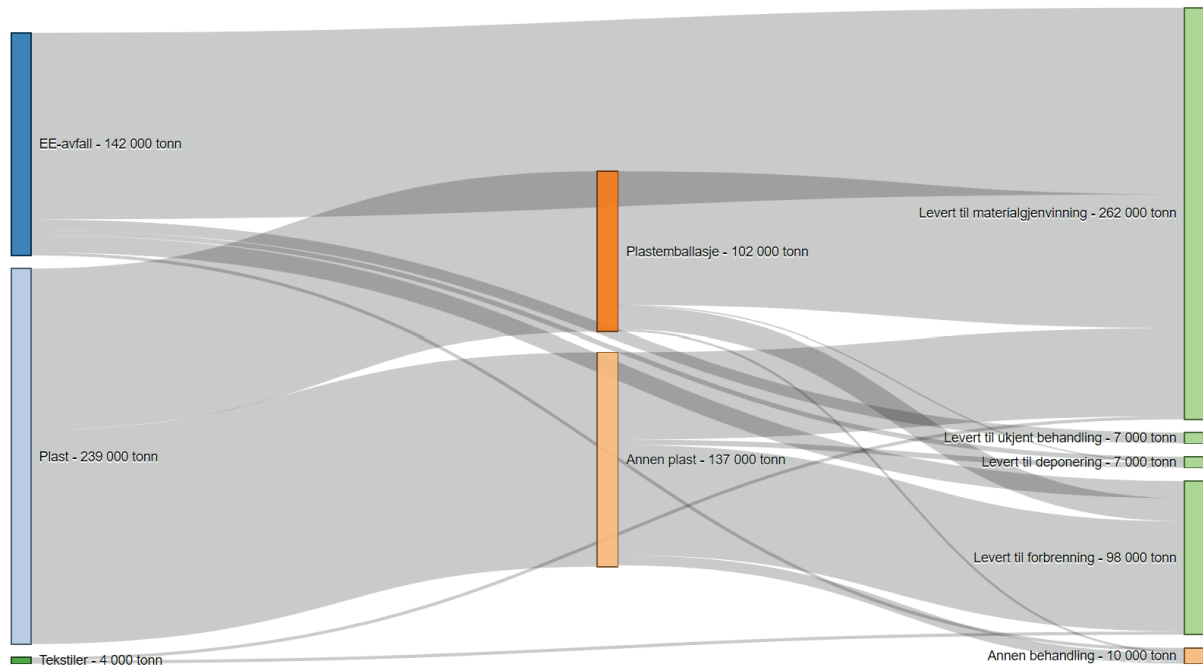 EE-avfall - 142 000 tonn
Plast - 239 000 tonn
Tekstiler - 4 000 tonn
Plastemballasje - 102 000 tonn
Annen plast - 137 000 tonn
Levert til materialgjenvinning - 262 000 tonn
Levert til ukjent behandling - 7 000 tonn
Levert til deponering - 7 000 tonn
Levert til forbrenning - 98 000 tonn
Annen behandling - 10 000 tonn